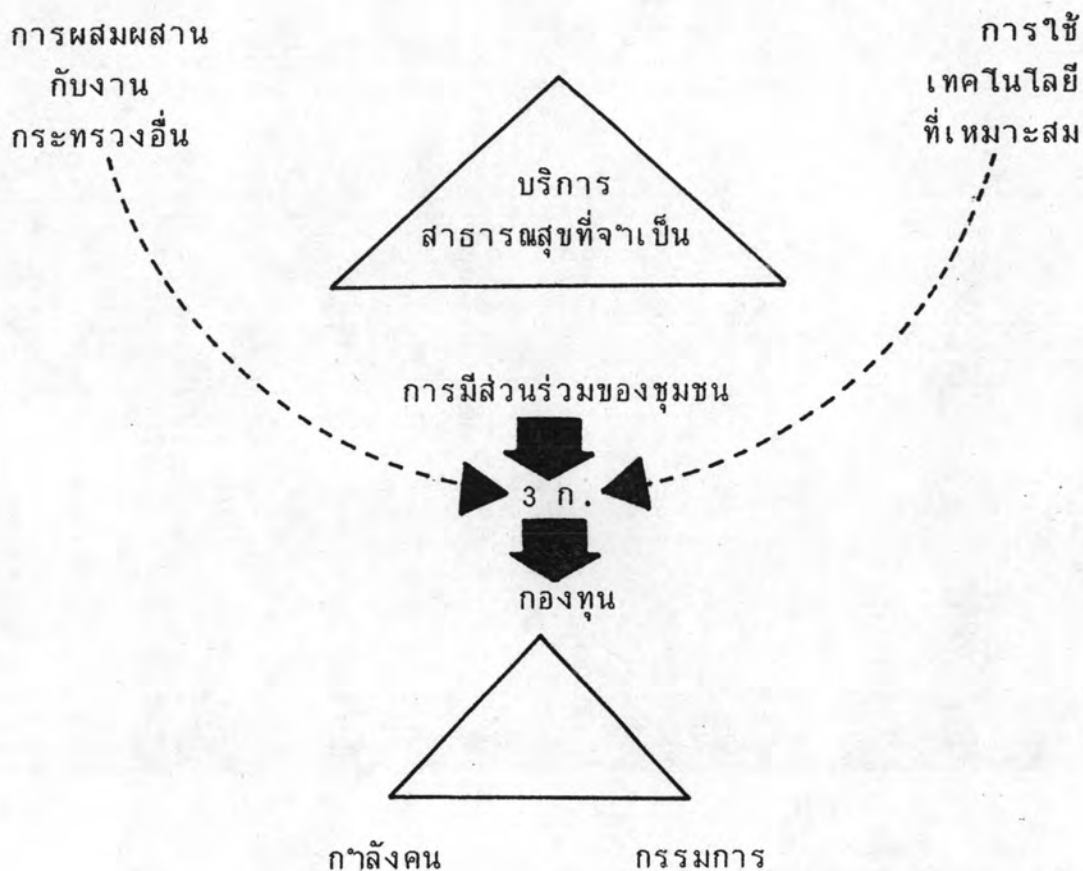 การผสมผสาน
กับงาน
กระทรวงอื่น
การใช้
เทคโนโลยี
ที่เหมาะสม
บริการ
สาธารณสุขที่จำเป็น
การมีส่วนร่วมของชุมชน
3 ก.
กองทุน
กำลังคน
กรรมการ